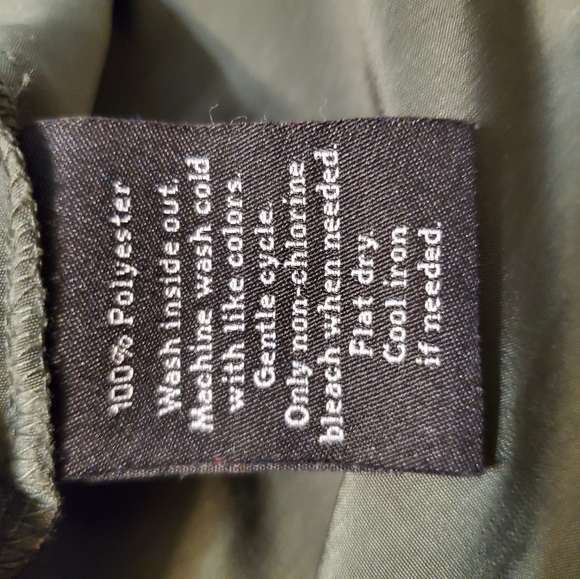 100% Polyester
Wash inside out.
Machine wash cold
with like colors.
Gentle cycle.
Only non-chlorine
bleach when needed.
Flat dry.
Cool iron
if needed.